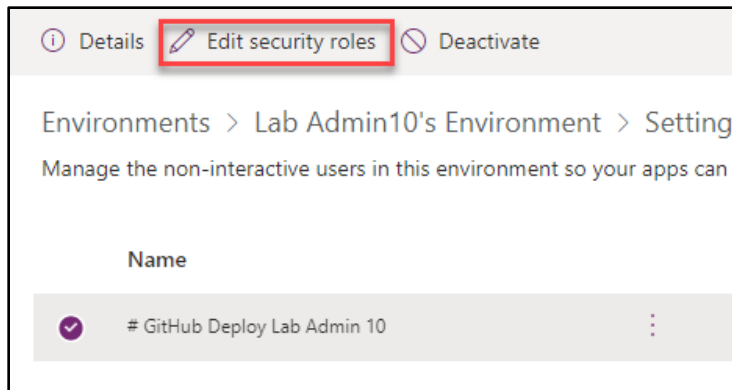 Details Edit security roles Deactivate
Environments > Lab Admin10's Environment > Setting
Manage the non-interactive users in this environment so your apps can
Name
# GitHub Deploy Lab Admin 10